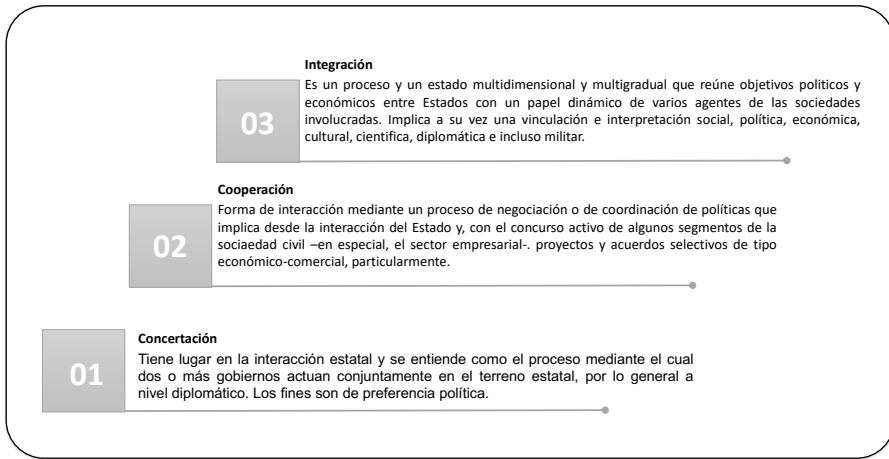 Integración
Es un proceso y un estado multidimensional y multigradual que reúne objetivos politicos y
económicos entre Estados con un papel dinámico de varios agentes de las sociedades
involucradas. Implica a su vez una vinculación e interpretación social, política, económica,
cultural, cientifica, diplomática e incluso militar.
03
Cooperación
Forma de interacción mediante un proceso de negociación o de coordinación de políticas que
implica desde la interacción del Estado y, con el concurso activo de algunos segmentos de la
sociaedad civil –en especial, el sector empresarial-. proyectos y acuerdos selectivos de tipo
económico-comercial, particularmente.
02
Concertación
Tiene lugar en la interacción estatal y se entiende como el proceso mediante el cual
dos o más gobiernos actuan conjuntamente en el terreno estatal, por lo general a
nivel diplomático. Los fines son de preferencia política.
01